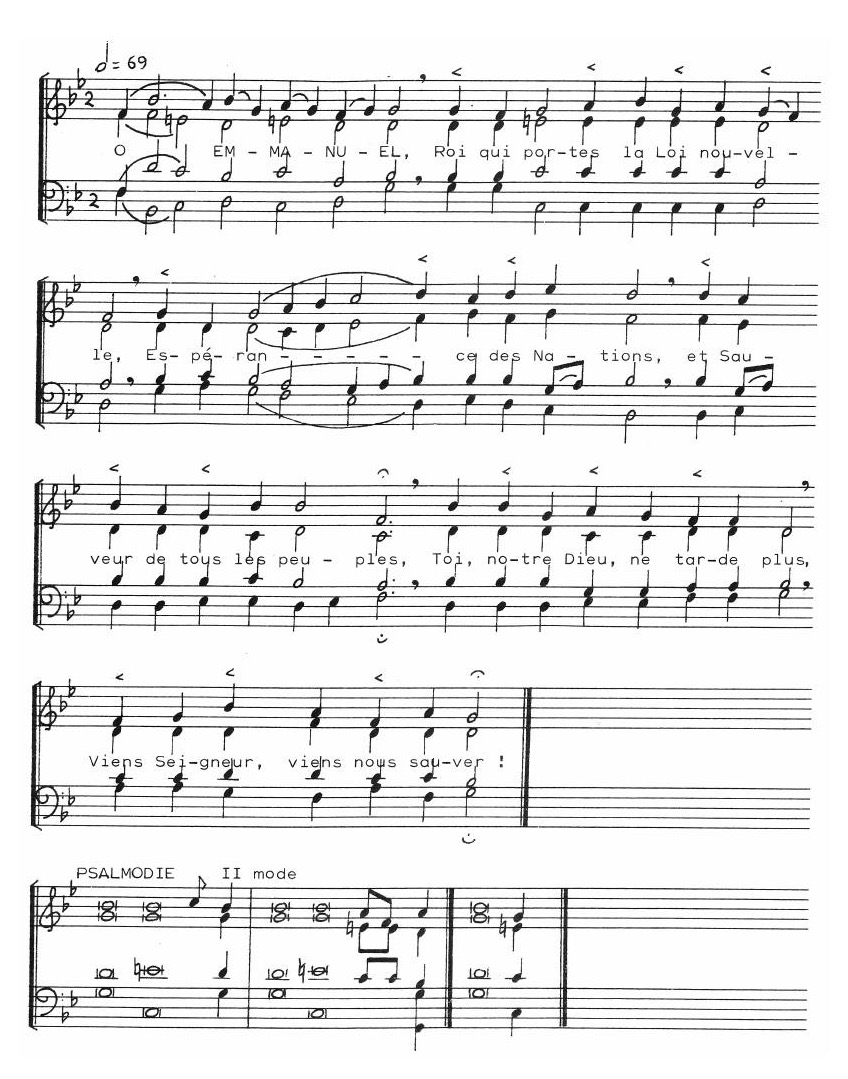 = 69
O EM - MA - NU - EL, Roi qui por-tes la Loi nou-vel -
le, Es- pé- ran - - - - - - ce des Na - tions, et Sau -
veur de tous les peu - ples, Toi, no-tre Dieu, ne tar-de plus,
Viens Sei-gneur, viens nous sau-ver !
PSALMODIE II mode